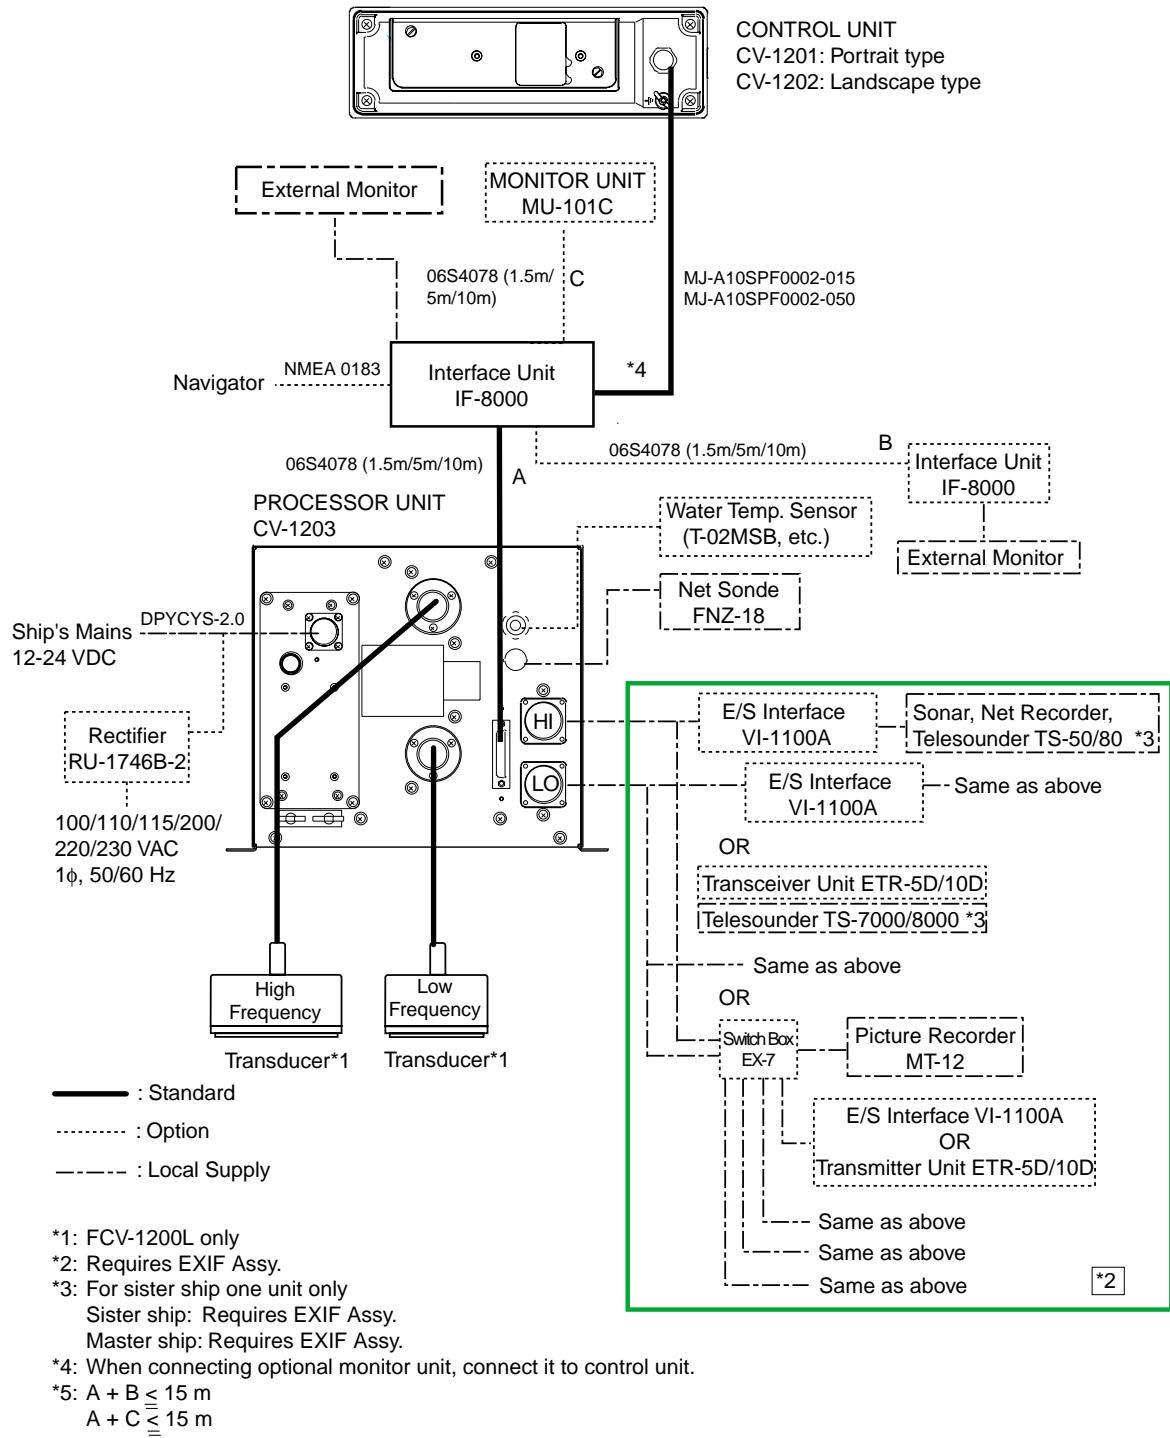 CONTROL UNIT
CV-1201: Portrait type
CV-1202: Landscape type
External Monitor
MONITOR UNIT
MU-101C
06S4078 (1.5m/
5m/10m)
C
MJ-A10SPF0002-015
MJ-A10SPF0002-050
Navigator
NMEA 0183
Interface Unit
IF-8000
*4
06S4078 (1.5m/5m/10m)
A
06S4078 (1.5m/5m/10m)
B
Interface Unit
IF-8000
External Monitor
PROCESSOR UNIT
CV-1203
Water Temp. Sensor
(T-02MSB, etc.)
Net Sonde
FNZ-18
Ship's Mains
12-24 VDC
DPYCYS-2.0
Rectifier
RU-1746B-2
100/110/115/200/
220/230 VAC
1ϕ, 50/60 Hz
HI
LO
E/S Interface
VI-1100A
Sonar, Net Recorder,
Telesounder TS-50/80 *3
E/S Interface
VI-1100A
Same as above
OR
Transceiver Unit ETR-5D/10D
Telesounder TS-7000/8000 *3
Same as above
OR
Switch Box
EX-7
Picture Recorder
MT-12
E/S Interface VI-1100A
OR
Transmitter Unit ETR-5D/10D
Same as above
Same as above
Same as above
*2
High
Frequency
Low
Frequency
Transducer*1
Transducer*1
: Standard
: Option
: Local Supply
*1: FCV-1200L only
*2: Requires EXIF Assy.
*3: For sister ship one unit only
Sister ship: Requires EXIF Assy.
Master ship: Requires EXIF Assy.
*4: When connecting optional monitor unit, connect it to control unit.
*5: A + B ≦ 15 m
A + C ≦ 15 m